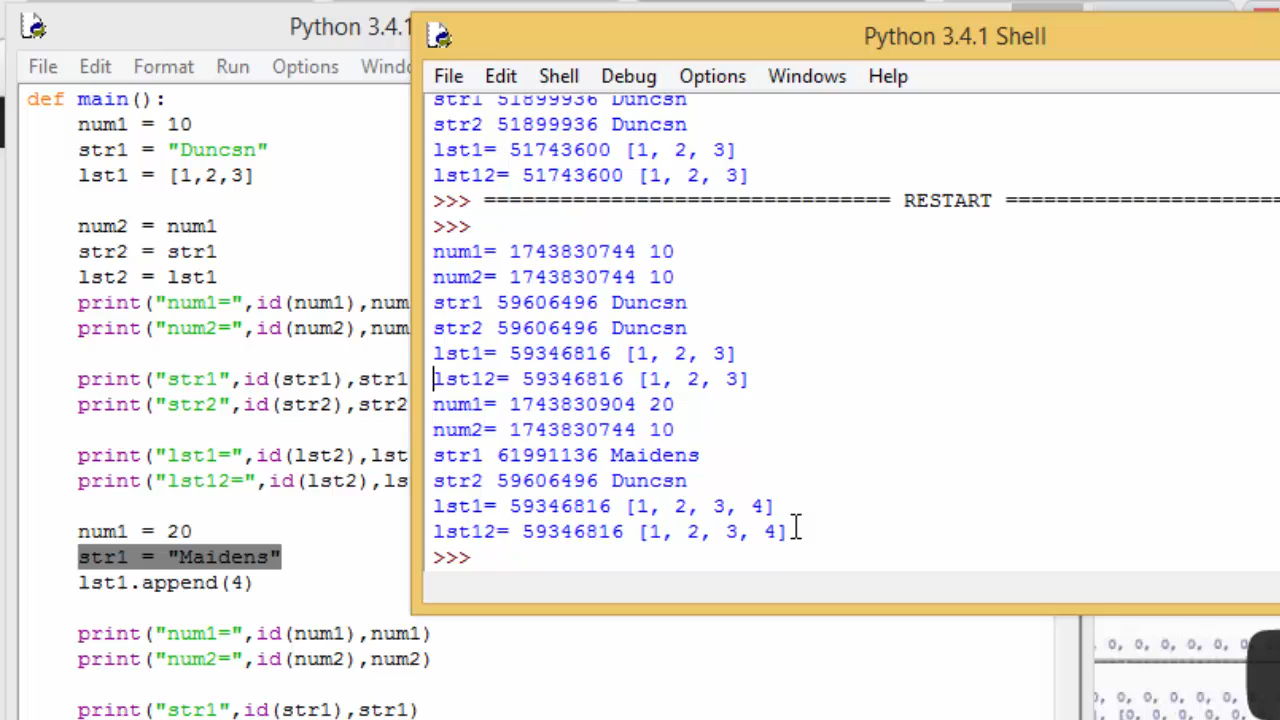 Python 3.4.1
File Edit Format Run Options Windo
def main():
num1 = 10
str1 = "Duncsn"
lst1 = [1,2,3]
num2 = num1
str2 = str1
lst2 = lst1
print("num1=",id(num1),num
print("num2=",id(num2),num
print("str1",id(str1),str1
print("str2",id(str2),str2
print("lst1=",id(lst2),lst
print("lst12=",id(lst2),ls
num1 = 20
str1 = "Maidens"
lst1.append(4)
print("num1=",id(num1),num1)
print("num2=",id(num2),num2)
print("str1",id(str1),str1)
Python 3.4.1 Shell
File Edit Shell Debug Options Windows Help
str1 51899936 Duncsn
str2 51899936 Duncsn
lst1= 51743600 [1, 2, 3]
lst12= 51743600 [1, 2, 3]
>>> ================================ RESTART =====================
>>>
num1= 1743830744 10
num2= 1743830744 10
str1 59606496 Duncsn
str2 59606496 Duncsn
lst1= 59346816 [1, 2, 3]
lst12= 59346816 [1, 2, 3]
num1= 1743830904 20
num2= 1743830744 10
str1 61991136 Maidens
str2 59606496 Duncsn
lst1= 59346816 [1, 2, 3, 4]
lst12= 59346816 [1, 2, 3, 4]
>>>